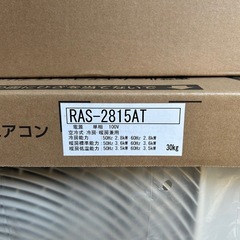 RAS-2815AT
電源 単相 100V
空冷式 冷房・暖房兼用
冷房能力 50Hz 2.8kW 60Hz 2.8kW
暖房標準能力 50Hz 3.6kW 60Hz 3.6kW
暖房低温能力 50Hz 3.5kW 60Hz 3.5kW
30kg
アコン